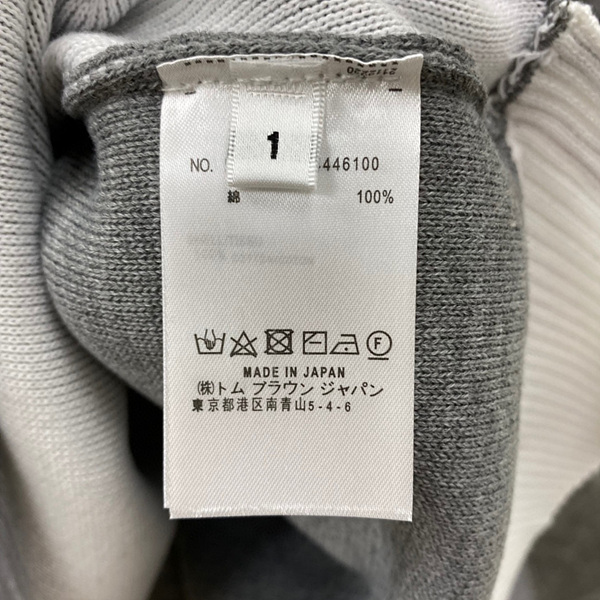 1
NO. 446100
綿 100%
F
MADE IN JAPAN
(株)トム ブラウン ジャパン
東京都港区南青山5-4-6